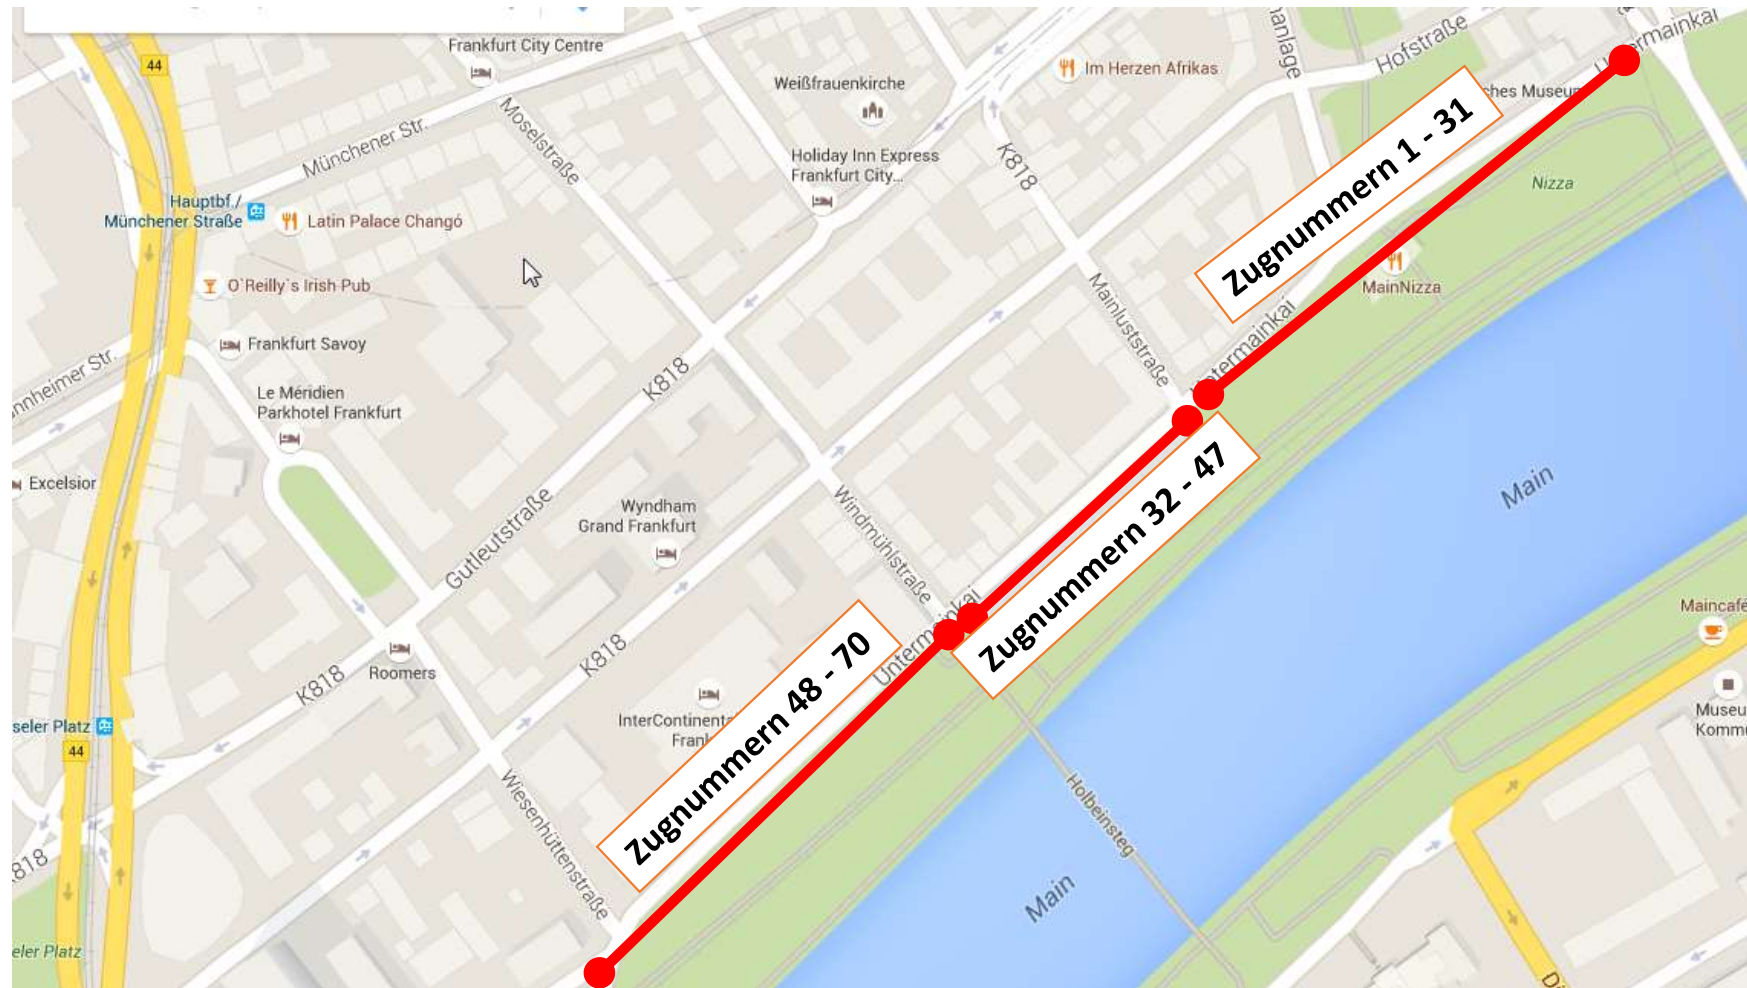 Frankfurt City Centre
44
Münchener Str.
Moselstraße
Weißfrauenkirche
Im Herzen Afrikas
Hofstraße
Holiday Inn Express
Frankfurt City...
K818
Zugnummern 1 - 31
Nizza
MainNizza
Hauptbf./
Münchener Straße
Latin Palace Changó
O`Reilly`s Irish Pub
Frankfurt Savoy
Le Méridien
Parkhotel Frankfurt
Excelsior
K818
Mainluststraße
Zugnummern 32 - 47
Main
Gutleutstraße
Wyndham
Grand Frankfurt
Windmühlstraße
Zugnummern 48 - 70
Roomers
K818
K818
Wiesenhüttenstraße
44
K818
Holbeinsteg
Main
Maincafé